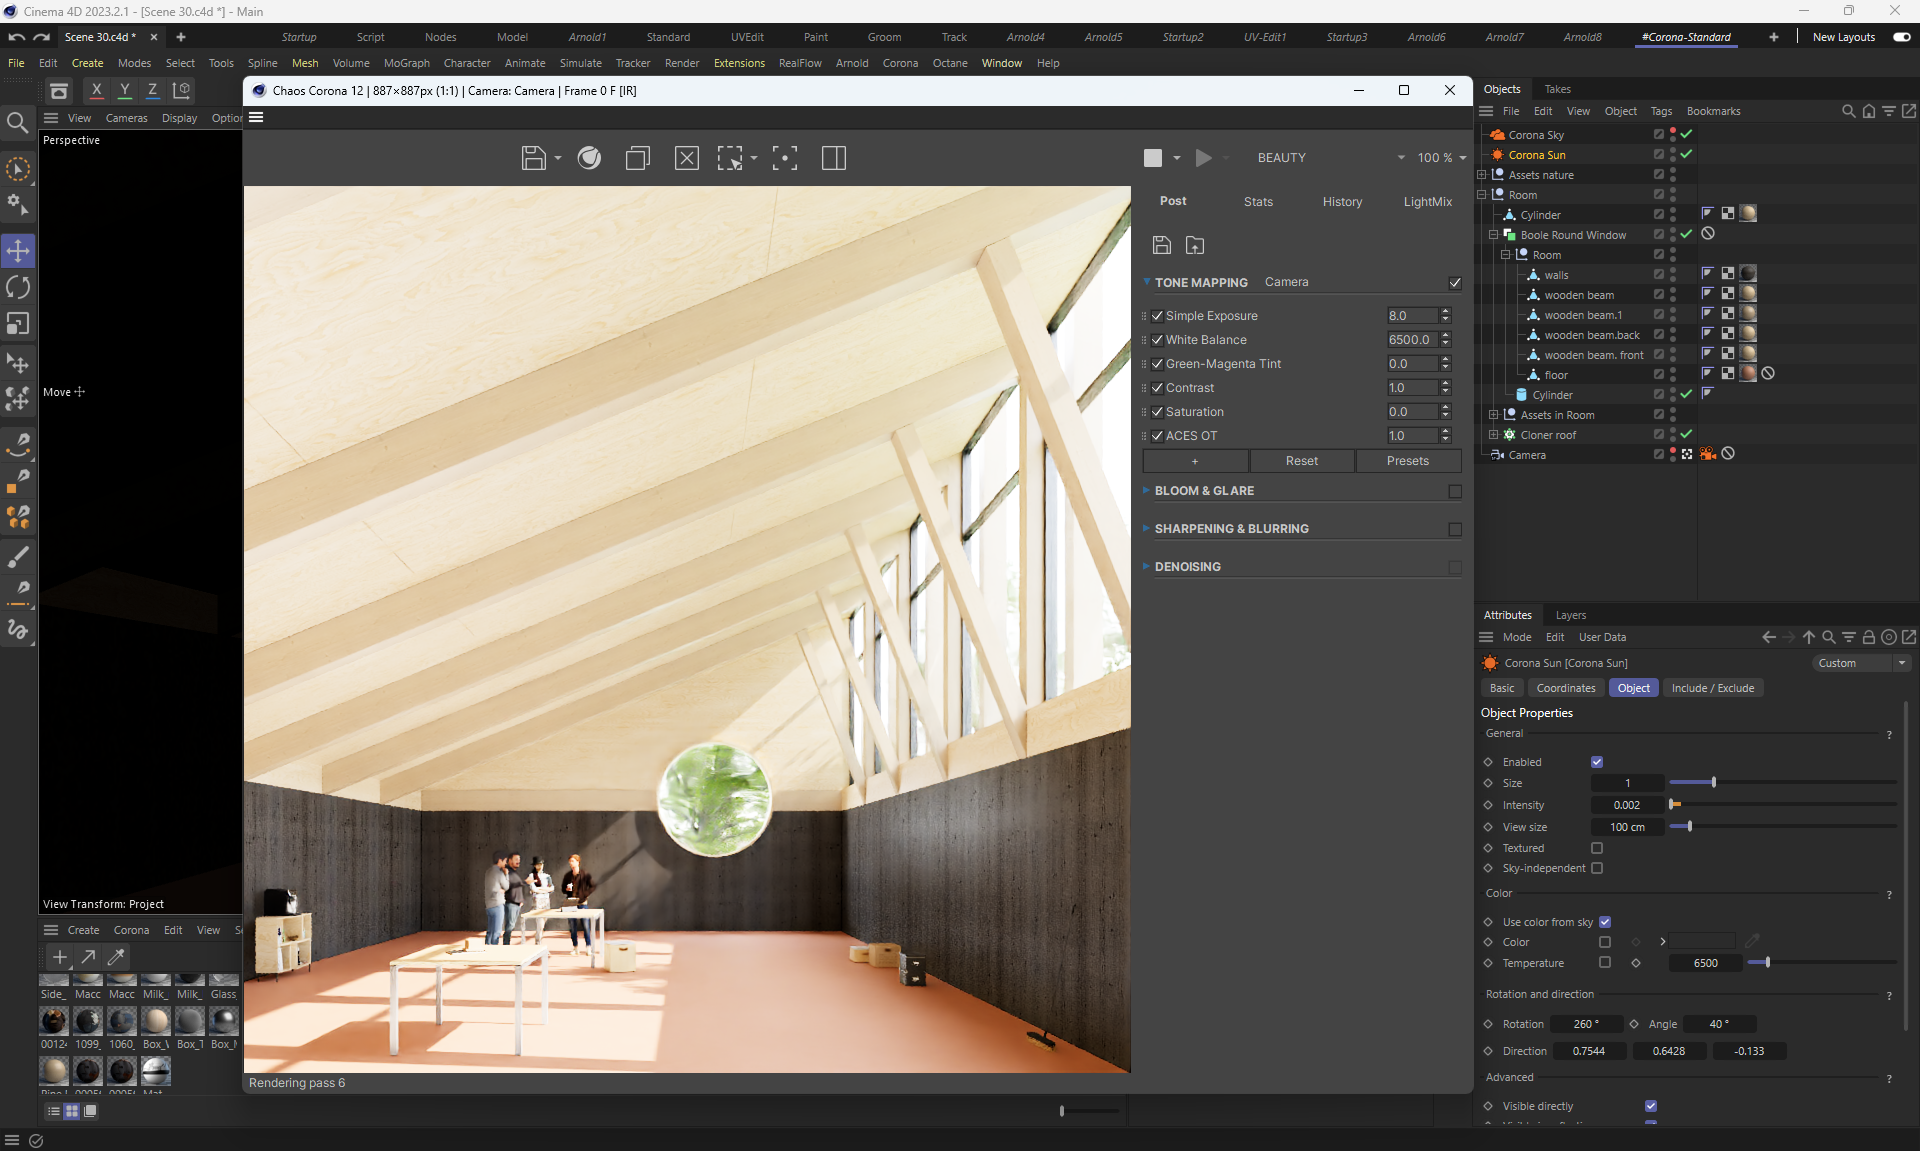 Cinema 4D 2023.2.1 - [Scene 30.c4d *] - Main
Scene 30.c4d *
Startup Script Nodes Model Arnold1 Standard UVEdit Paint Groom Track Arnold4 Arnold5 Startup2 UV-Edit1 Startup3 Arnold6 Arnold7 Arnold8 #Corona-Standard + New Layouts
File Edit Create Modes Select Tools Spline Mesh Volume MoGraph Character Animate Simulate Tracker Render Extensions RealFlow Arnold Corona Octane Window Help
X Y Z
View Cameras Display
Perspective
Move
View Transform: Project
Create Corona Edit View
Side_ Macc Macc Milk_ Milk_ Glass
0012 1099_ 1060_ Box_ Box_T Box_
Mat
Chaos Corona 12 | 887×887px (1:1) | Camera: Camera | Frame 0 F [IR]
BEAUTY
100 %
Post Stats History LightMix
TONE MAPPING Camera
Simple Exposure 8.0
White Balance 6500.0
Green-Magenta Tint 0.0
Contrast 1.0
Saturation 0.0
ACES OT 1.0
+ Reset Presets
BLOOM & GLARE
SHARPENING & BLURRING
DENOISING
Rendering pass 6
Objects Takes
File Edit View Object Tags Bookmarks
Corona Sky
Corona Sun
Assets nature
Room
Cylinder
Boole Round Window
Room
walls
wooden beam
wooden beam.1
wooden beam.back
wooden beam. front
floor
Cylinder
Assets in Room
Cloner roof
Camera
Attributes Layers
Mode Edit User Data
Corona Sun [Corona Sun]
Custom
Basic Coordinates Object Include / Exclude
Object Properties
General ?
Enabled
Size 1
Intensity 0.002
View size 100 cm
Textured
Sky-independent
Color ?
Use color from sky
Color
Temperature 6500
Rotation and direction ?
Rotation 260 ° Angle 40 °
Direction 0.7544 0.6428 -0.133
Advanced ?
Visible directly